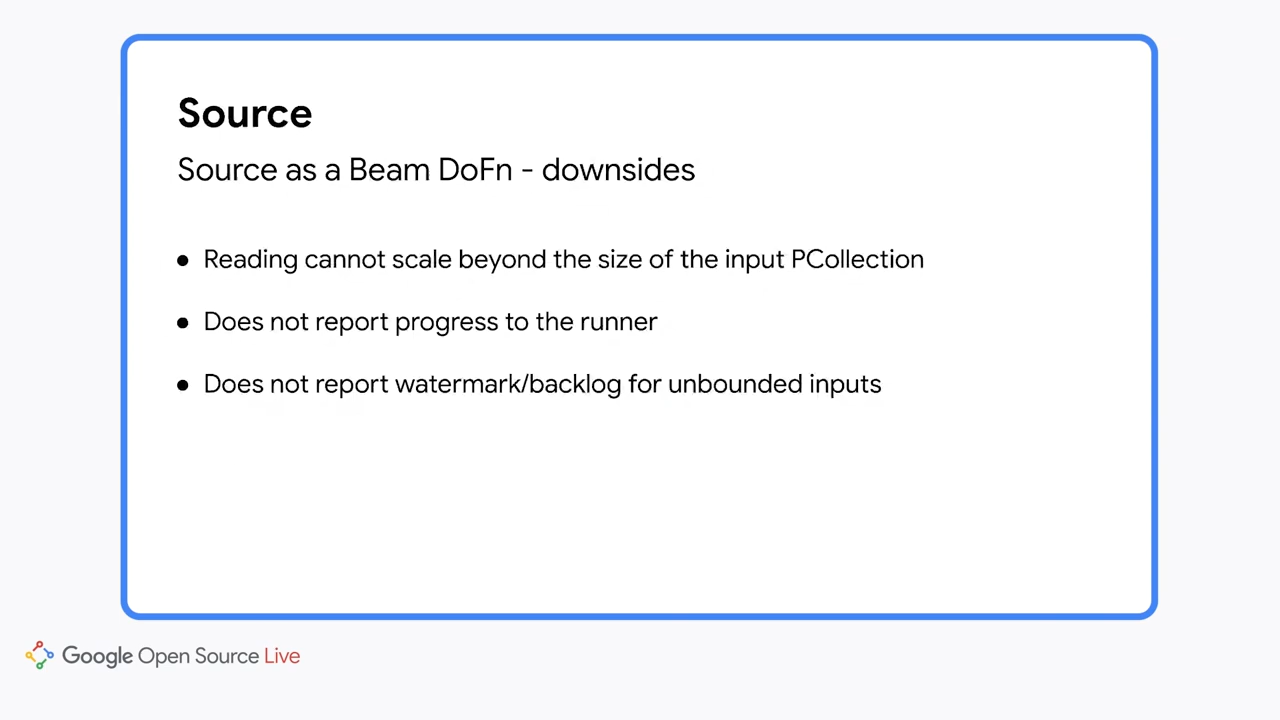 Source
Source as a Beam DoFn - downsides
● Reading cannot scale beyond the size of the input PCollection
● Does not report progress to the runner
● Does not report watermark/backlog for unbounded inputs
Google Open Source Live